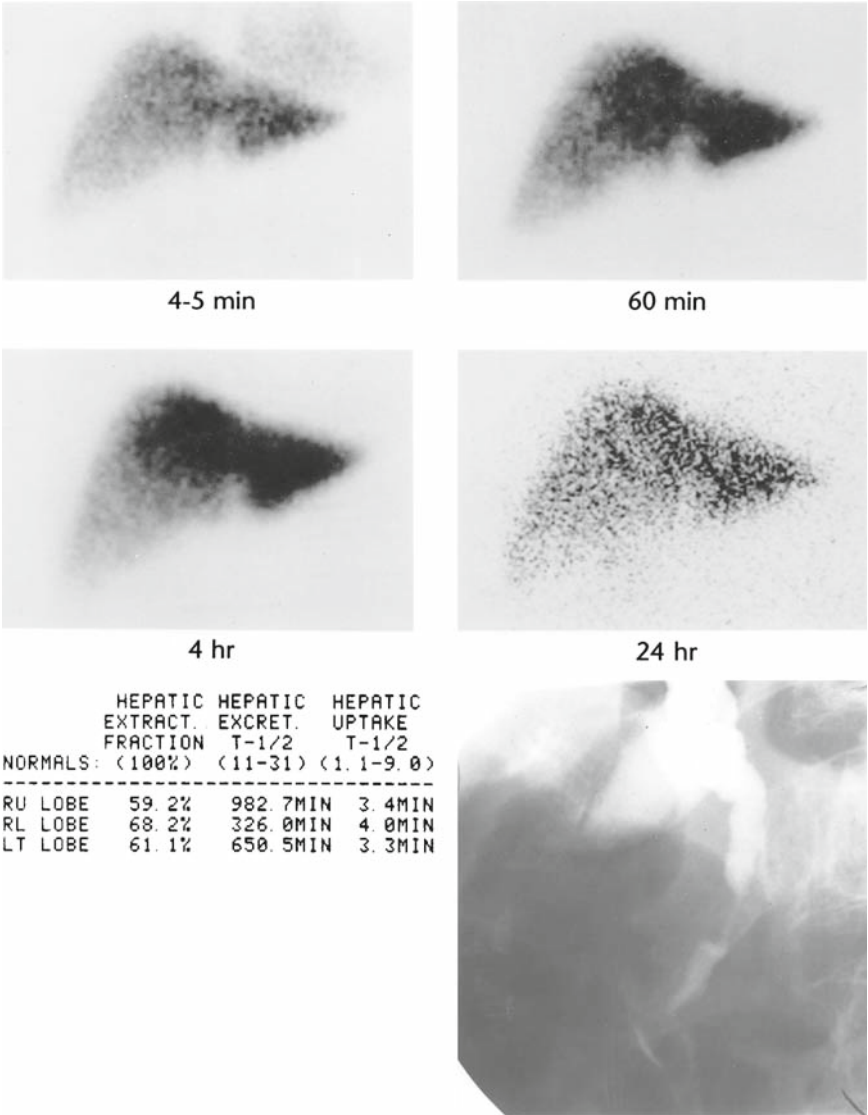 4-5 min
60 min
4 hr
24 hr
HEPATIC HEPATIC HEPATIC
EXTRACT. EXCRET. UPTAKE
FRACTION T-1/2 T-1/2
NORMALS: (100%) (11-31) (1.1-9.0)
RU LOBE 59.2% 982.7MIN 3.4MIN
RL LOBE 68.2% 326.0MIN 4.0MIN
LT LOBE 61.1% 650.5MIN 3.3MIN